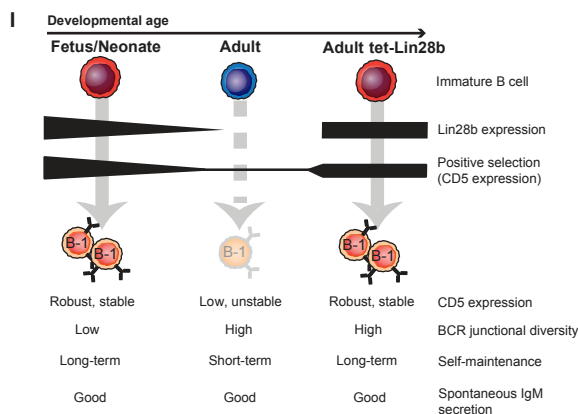 I
Developmental age
Fetus/Neonate Adult Adult tet-Lin28b
Immature B cell
Lin28b expression
Positive selection
(CD5 expression)
B-1 B-1 B-1 B-1 B-1
Robust, stable Low, unstable Robust, stable CD5 expression
Low High High BCR junctional diversity
Long-term Short-term Long-term Self-maintenance
Good Good Good Spontaneous IgM
secretion